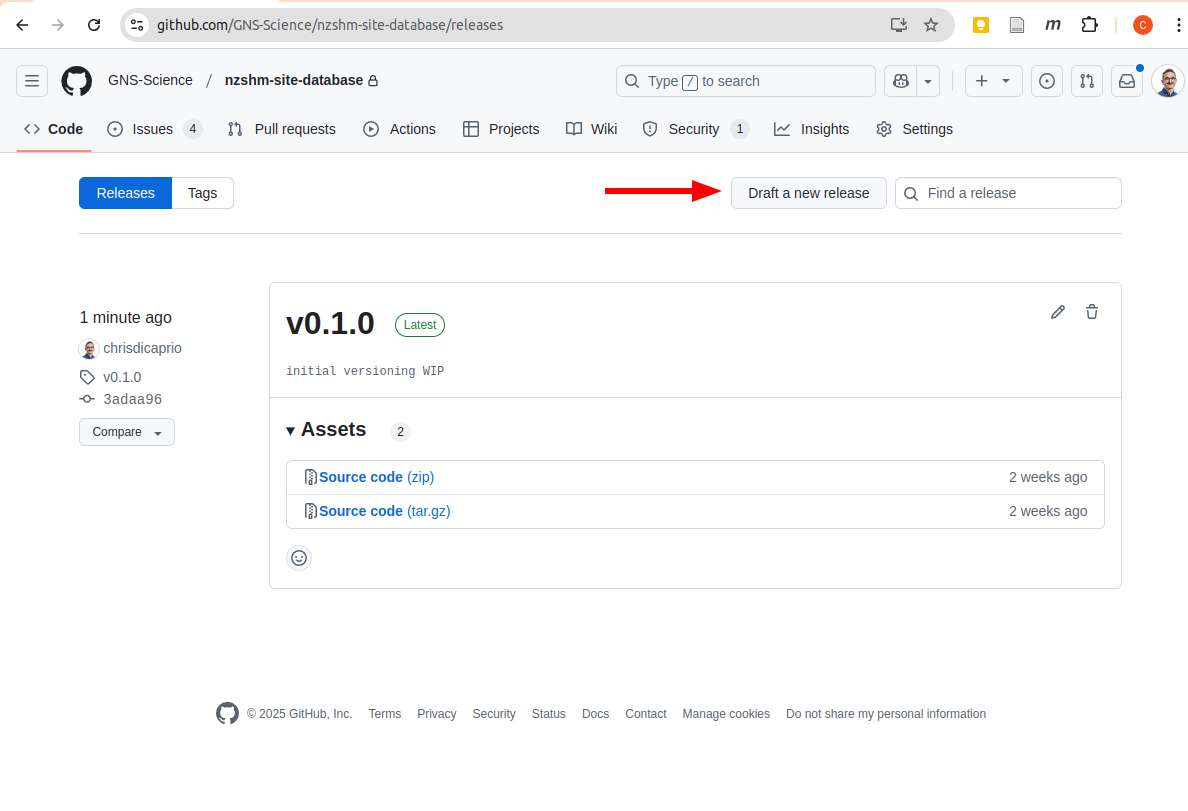 github.com/GNS-Science/nzshm-site-database/releases
m
C
GNS-Science / nzshm-site-database
Type / to search
Code
Issues 4
Pull requests
Actions
Projects
Wiki
Security 1
Insights
Settings
Releases
Tags
Draft a new release
Find a release
1 minute ago
chrisdicaprio
v0.1.0
3adaa96
Compare
v0.1.0 Latest
initial versioning WIP
Assets 2
Source code (zip) 2 weeks ago
Source code (tar.gz) 2 weeks ago
© 2025 GitHub, Inc. Terms Privacy Security Status Docs Contact Manage cookies Do not share my personal information